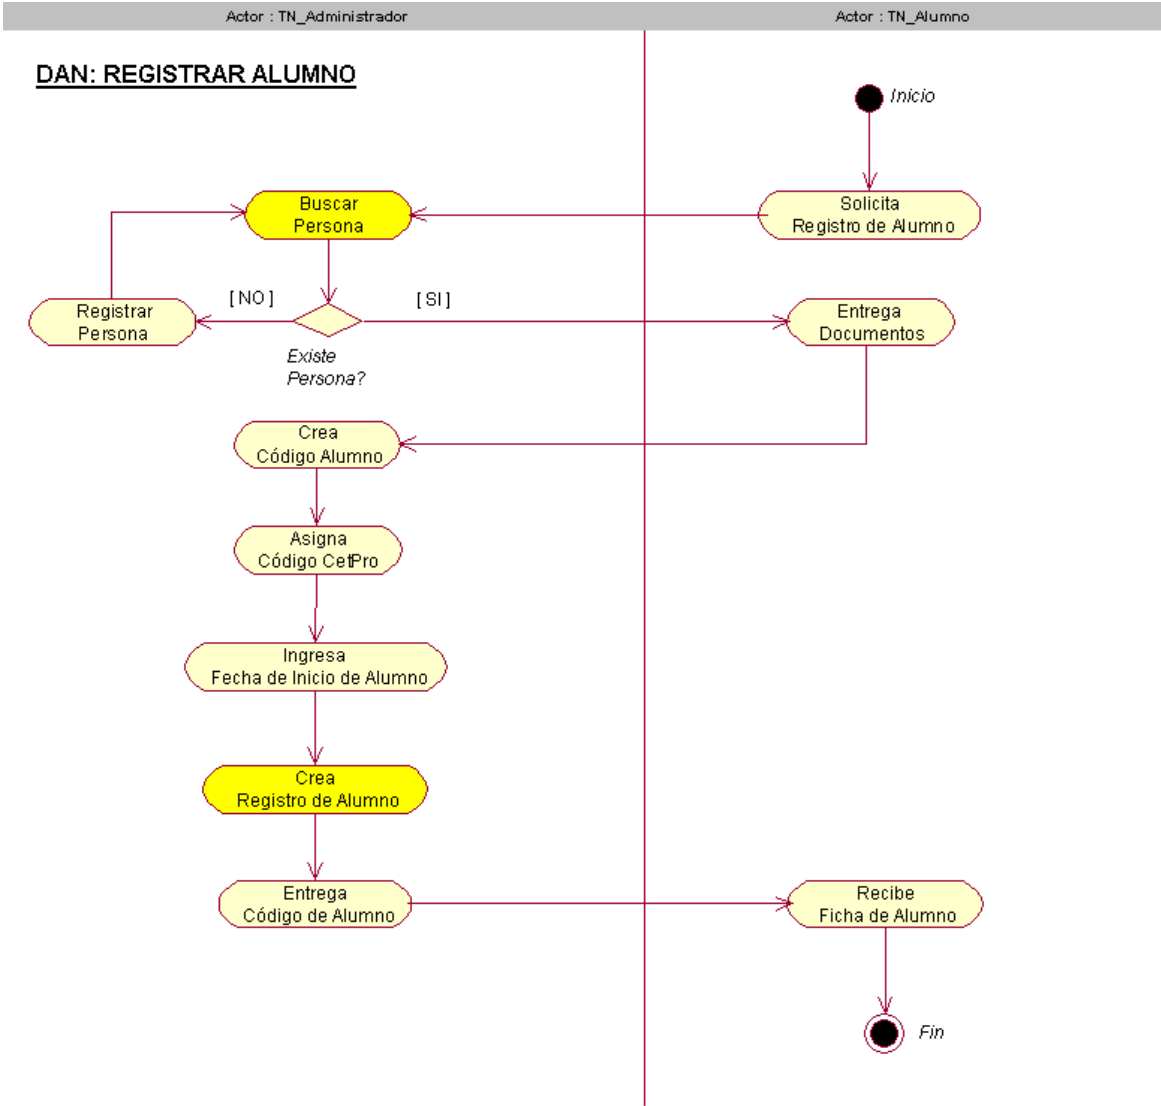 Actor : TN_Administrador
Actor : TN_Alumno
DAN: REGISTRAR ALUMNO
Inicio
Buscar
Persona
Solicita
Registro de Alumno
[ NO ]
[ SI ]
Registrar
Persona
Entrega
Documentos
Existe
Persona?
Crea
Código Alumno
Asigna
Código CetPro
Ingresa
Fecha de Inicio de Alumno
Crea
Registro de Alumno
Entrega
Código de Alumno
Recibe
Ficha de Alumno
Fin